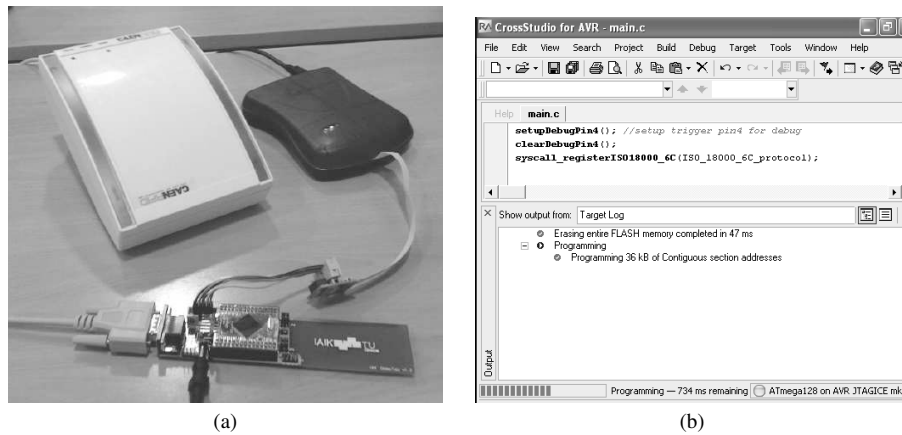 CAEN
IAIK TU
(a)
CrossStudio for AVR - main.c
File Edit View Search Project Build Debug Target Tools Window Help
Help main.c
setupDebugPin4(); //setup trigger pin4 for debug
clearDebugPin4();
syscall_registerISO18000_6C(ISO_18000_6C_protocol);
Show output from: Target Log
Erasing entire FLASH memory completed in 47 ms
Programming
Programming 36 kB of Contiguous section addresses
Output
Programming — 734 ms remaining ATmega128 on AVR JTAGICE mk
(b)